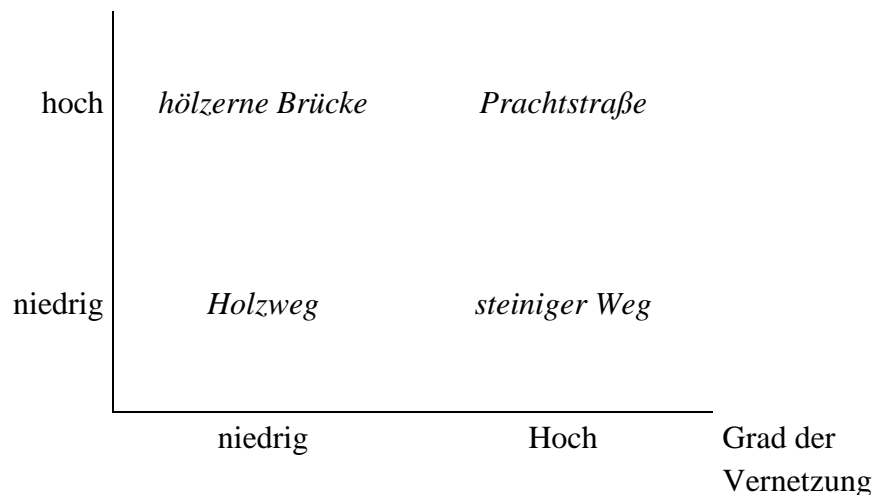 hoch hölzerne Brücke Prachtstraße
niedrig Holzweg steiniger Weg
niedrig Hoch Grad der
Vernetzung